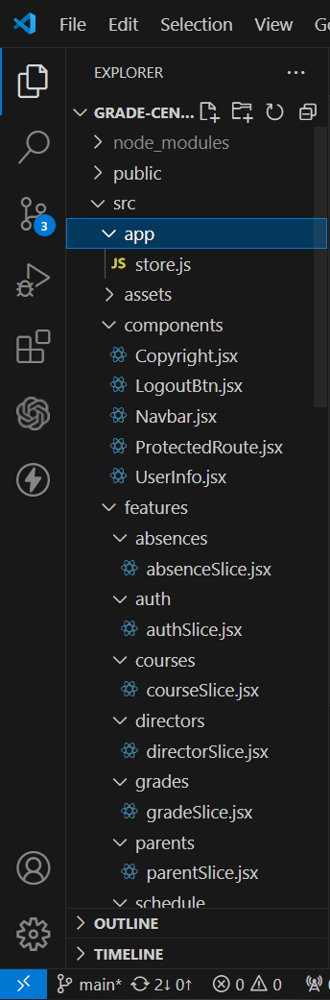 File Edit Selection View Go
EXPLORER ...
GRADE-CEN...
node_modules
public
src
app
JS store.js
assets
components
Copyright.jsx
LogoutBtn.jsx
Navbar.jsx
ProtectedRoute.jsx
UserInfo.jsx
features
absences
absenceSlice.jsx
auth
authSlice.jsx
courses
courseSlice.jsx
directors
directorSlice.jsx
grades
gradeSlice.jsx
parents
parentSlice.jsx
schedule
OUTLINE
TIMELINE
3
main* 2↓ 0↑ 0 0